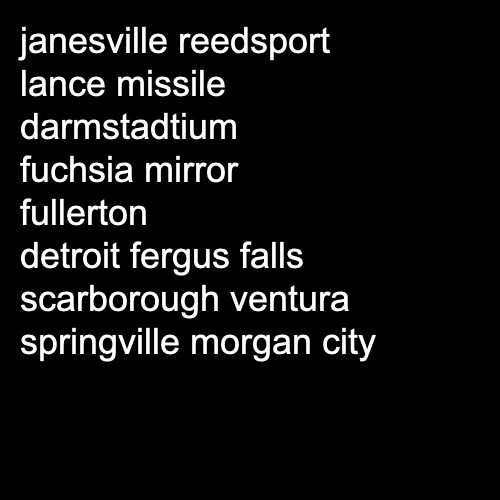 janesville reedsport
lance missile
darmstadtium
fuchsia mirror
fullerton
detroit fergus falls
scarborough ventura
springville morgan city